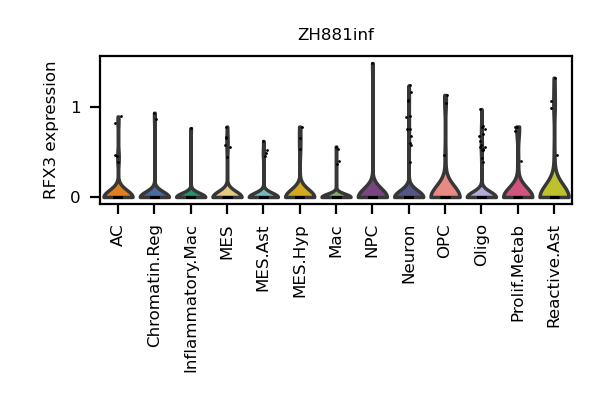 ZH881inf
RFX3 expression
1
0
AC
Chromatin.Reg
Inflammatory.Mac
MES
MES.Ast
MES.Hyp
Mac
NPC
Neuron
OPC
Oligo
Prolif.Metab
Reactive.Ast